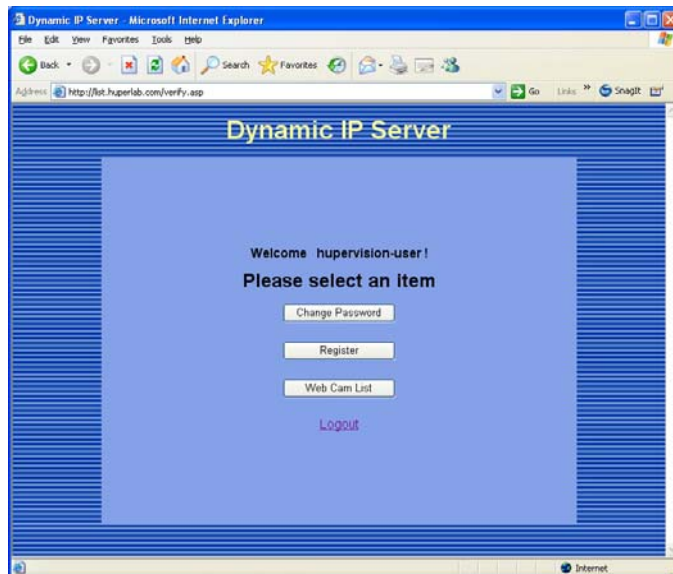 Dynamic IP Server - Microsoft Internet Explorer
File Edit View Favorites Tools Help
Back Search Favorites
Address http://list.huperlab.com/verify.asp Go Links » SnagIt
Dynamic IP Server
Welcome hupervision-user !
Please select an item
Change Password
Register
Web Cam List
Logout
Internet